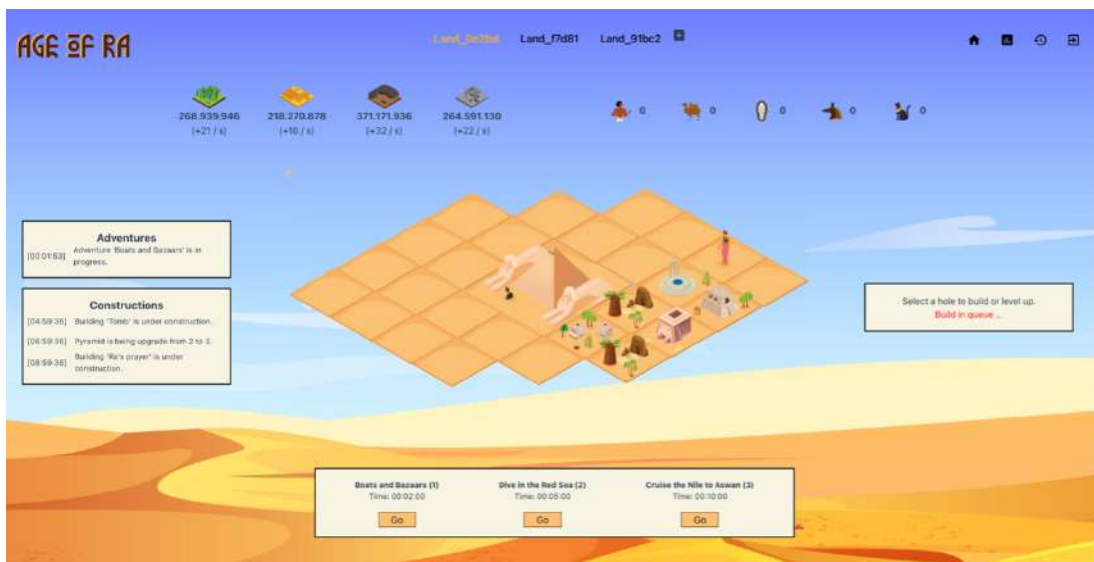 AGE OF RA
Land_f7d81
Land_91bc2
268.939.946
218.270.878
371.171.936
264.591.130
(+21 / s)
(+32 / s)
(+22 / s)
0
0
0
0
0
Adventures
[00:01:53] Adventure 'Boats and Bazaars' is in
progress.
Constructions
[04:59:36] Building 'Tomb' is under construction.
[06:59:36] Pyramid is being upgrade from 2 to 3.
[08:59:36] Building 'Ra's prayer' is under
construction.
Select a hole to build or level up.
Build in queue ...
Boats and Bazaars (1)
Time: 00:02:00
Go
Dive in the Red Sea (2)
Time: 00:05:00
Go
Cruise the Nile to Aswan (3)
Time: 00:10:00
Go